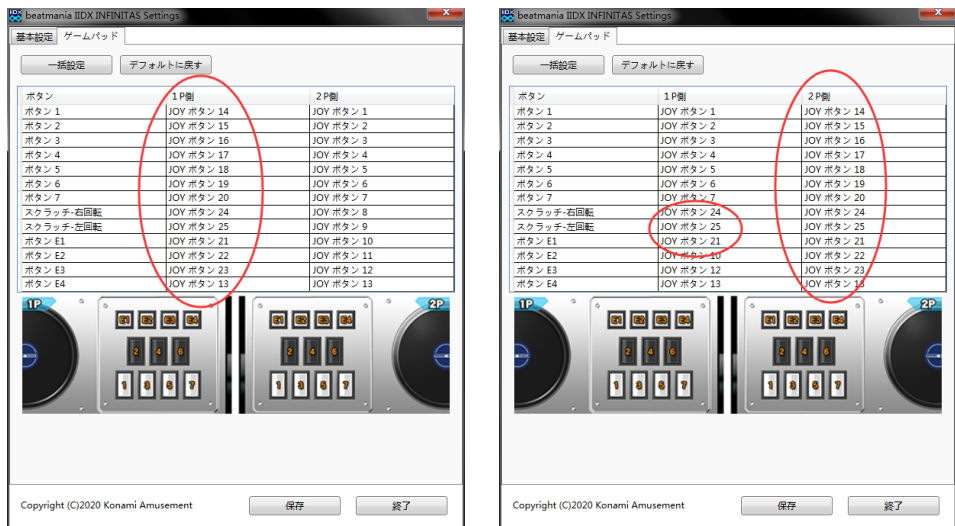 beatmania IIDX INFINITAS Settings
基本設定 ゲームパッド
一括設定 デフォルトに戻す
ボタン 1P側 2P側
ボタン 1 JOY ボタン 14 JOY ボタン 1
ボタン 2 JOY ボタン 15 JOY ボタン 2
ボタン 3 JOY ボタン 16 JOY ボタン 3
ボタン 4 JOY ボタン 17 JOY ボタン 4
ボタン 5 JOY ボタン 18 JOY ボタン 5
ボタン 6 JOY ボタン 19 JOY ボタン 6
ボタン 7 JOY ボタン 20 JOY ボタン 7
スクラッチ-右回転 JOY ボタン 24 JOY ボタン 8
スクラッチ-左回転 JOY ボタン 25 JOY ボタン 9
ボタン E1 JOY ボタン 21 JOY ボタン 10
ボタン E2 JOY ボタン 22 JOY ボタン 11
ボタン E3 JOY ボタン 23 JOY ボタン 12
ボタン E4 JOY ボタン 13 JOY ボタン 13
1P 2P
E1 E2 E3 E4 E1 E2 E3 E4
2 4 6 2 4 6
1 3 5 7 1 3 5 7
Copyright (C)2020 Konami Amusement 保存 終了
beatmania IIDX INFINITAS Settings
基本設定 ゲームパッド
一括設定 デフォルトに戻す
ボタン 1P側 2P側
ボタン 1 JOY ボタン 1 JOY ボタン 14
ボタン 2 JOY ボタン 2 JOY ボタン 15
ボタン 3 JOY ボタン 3 JOY ボタン 16
ボタン 4 JOY ボタン 4 JOY ボタン 17
ボタン 5 JOY ボタン 5 JOY ボタン 18
ボタン 6 JOY ボタン 6 JOY ボタン 19
ボタン 7 JOY ボタン 7 JOY ボタン 20
スクラッチ-右回転 JOY ボタン 24 JOY ボタン 24
スクラッチ-左回転 JOY ボタン 25 JOY ボタン 25
ボタン E1 JOY ボタン 21 JOY ボタン 21
ボタン E2 JOY ボタン 10 JOY ボタン 22
ボタン E3 JOY ボタン 12 JOY ボタン 23
ボタン E4 JOY ボタン 13 JOY ボタン 13
1P 2P
E1 E2 E3 E4 E1 E2 E3 E4
2 4 6 2 4 6
1 3 5 7 1 3 5 7
Copyright (C)2020 Konami Amusement 保存 終了